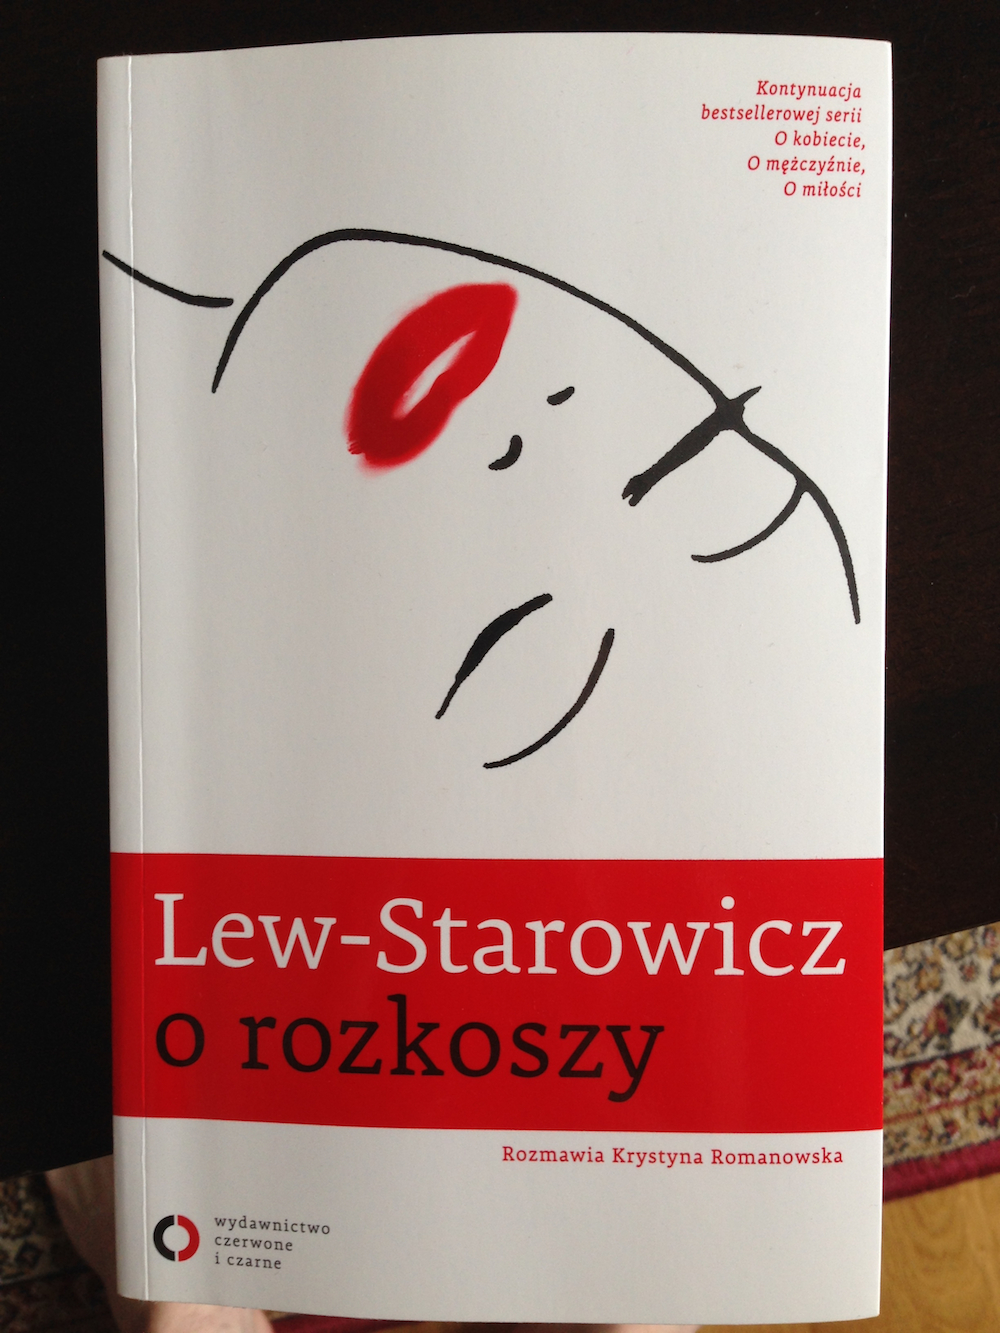 Kontynuacja
bestsellerowej serii
O kobiecie,
O mężczyźnie,
O miłości
Lew-Starowicz
o rozkoszy
Rozmawia Krystyna Romanowska
wydawnictwo
czerwone
i czarne